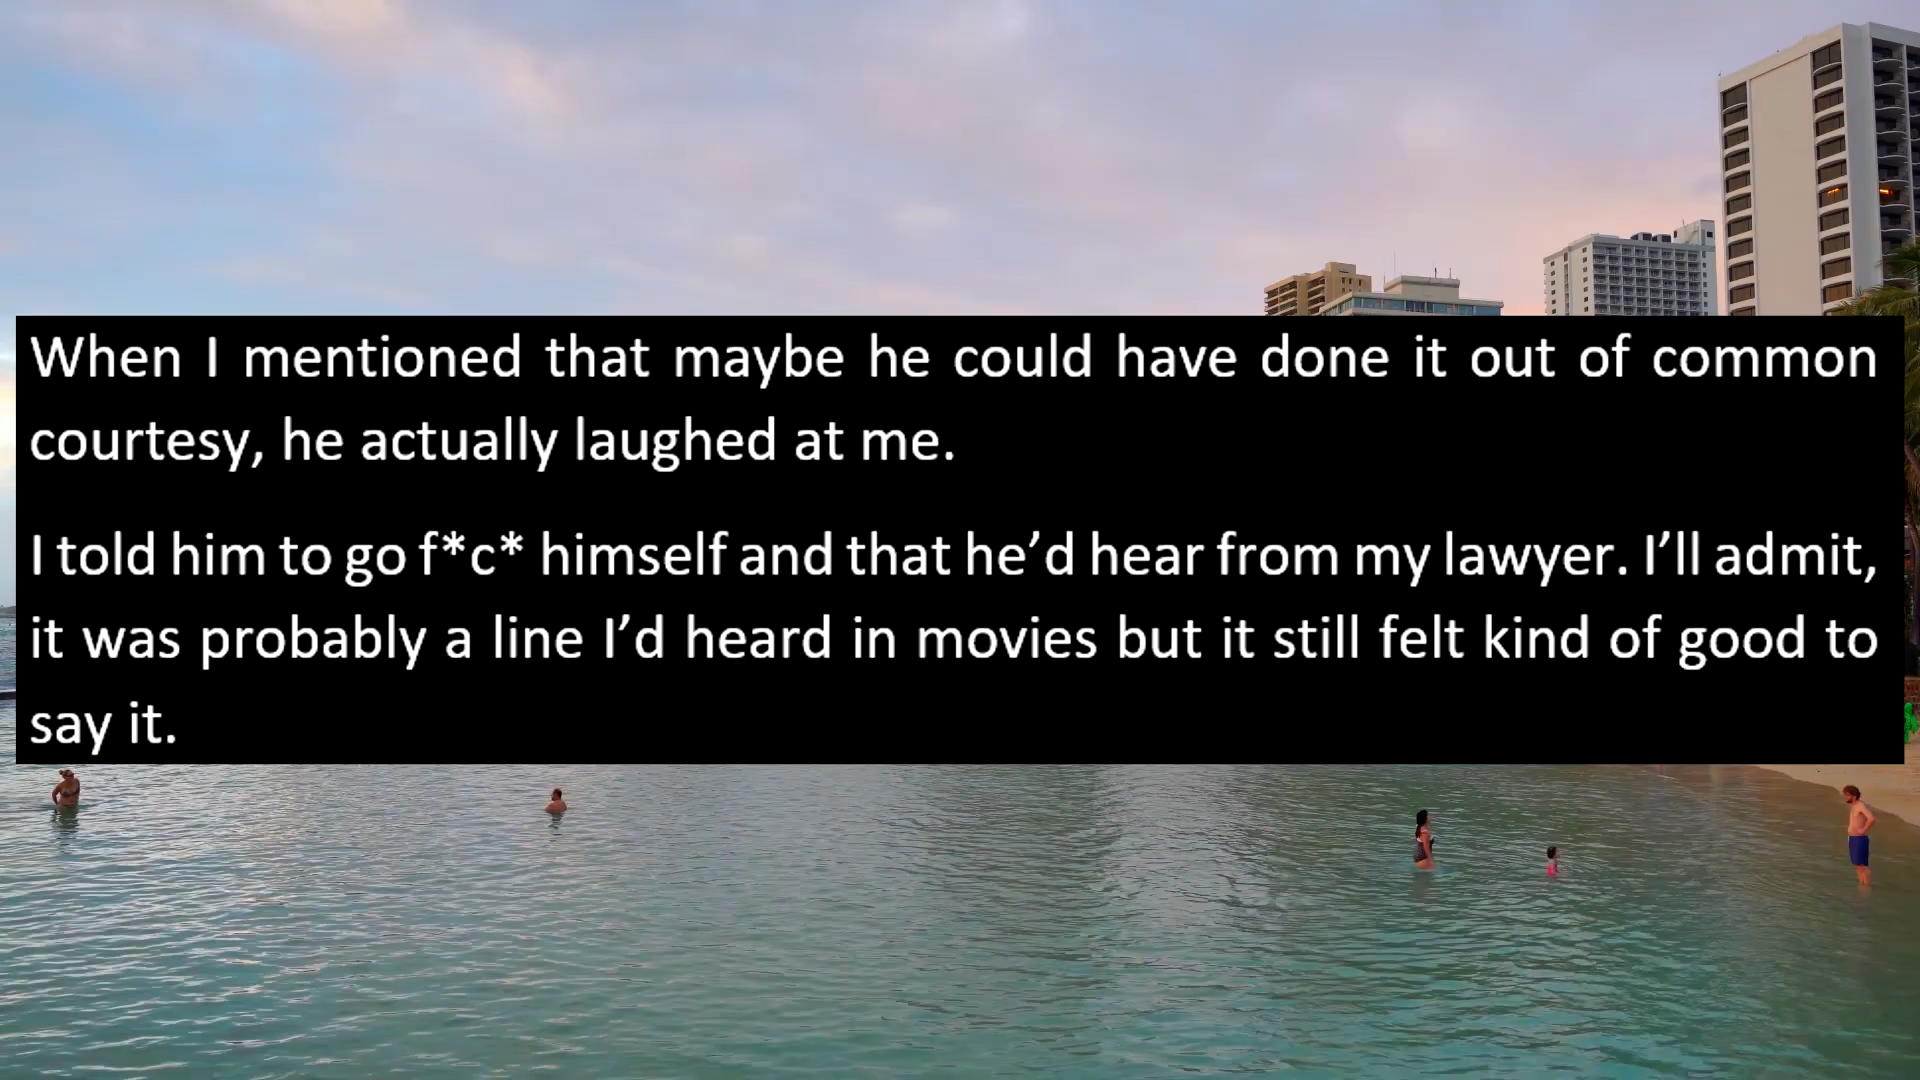 When I mentioned that maybe he could have done it out of common
courtesy, he actually laughed at me.
I told him to go f*c* himself and that he’d hear from my lawyer. I’ll admit,
it was probably a line I’d heard in movies but it still felt kind of good to
say it.